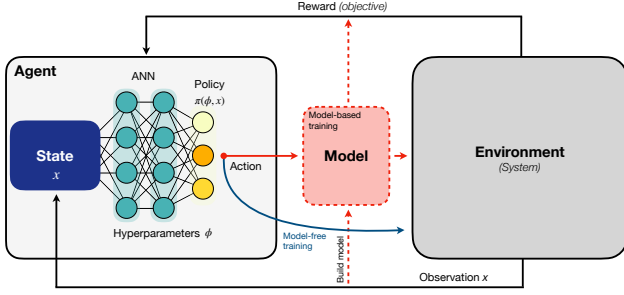 Reward (objective)
Agent
ANN
Policy
π(ϕ, x)
State
x
Action
Hyperparameters ϕ
Model-based
training
Model
Environment
(System)
Model-free
training
Build model
Observation x